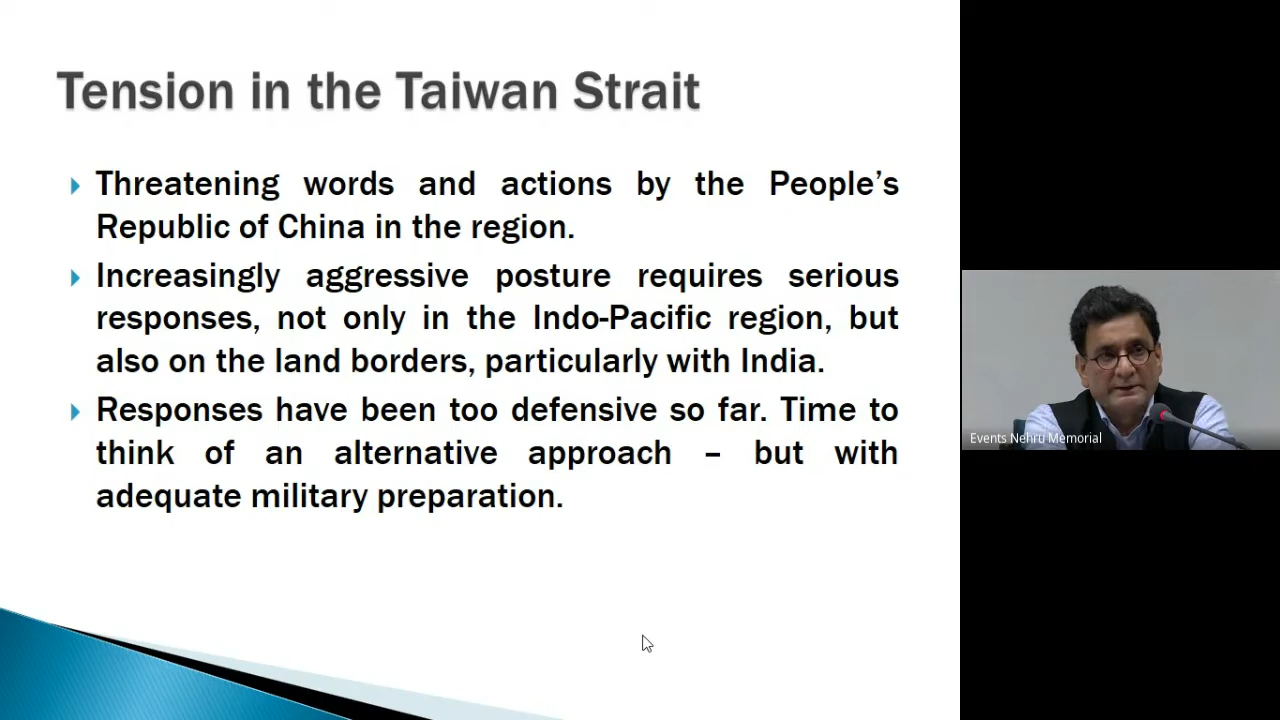 Tension in the Taiwan Strait
Threatening words and actions by the People’s
Republic of China in the region.
Increasingly aggressive posture requires serious
responses, not only in the Indo-Pacific region, but
also on the land borders, particularly with India.
Responses have been too defensive so far. Time to
think of an alternative approach – but with
adequate military preparation.
Events Nehru Memorial